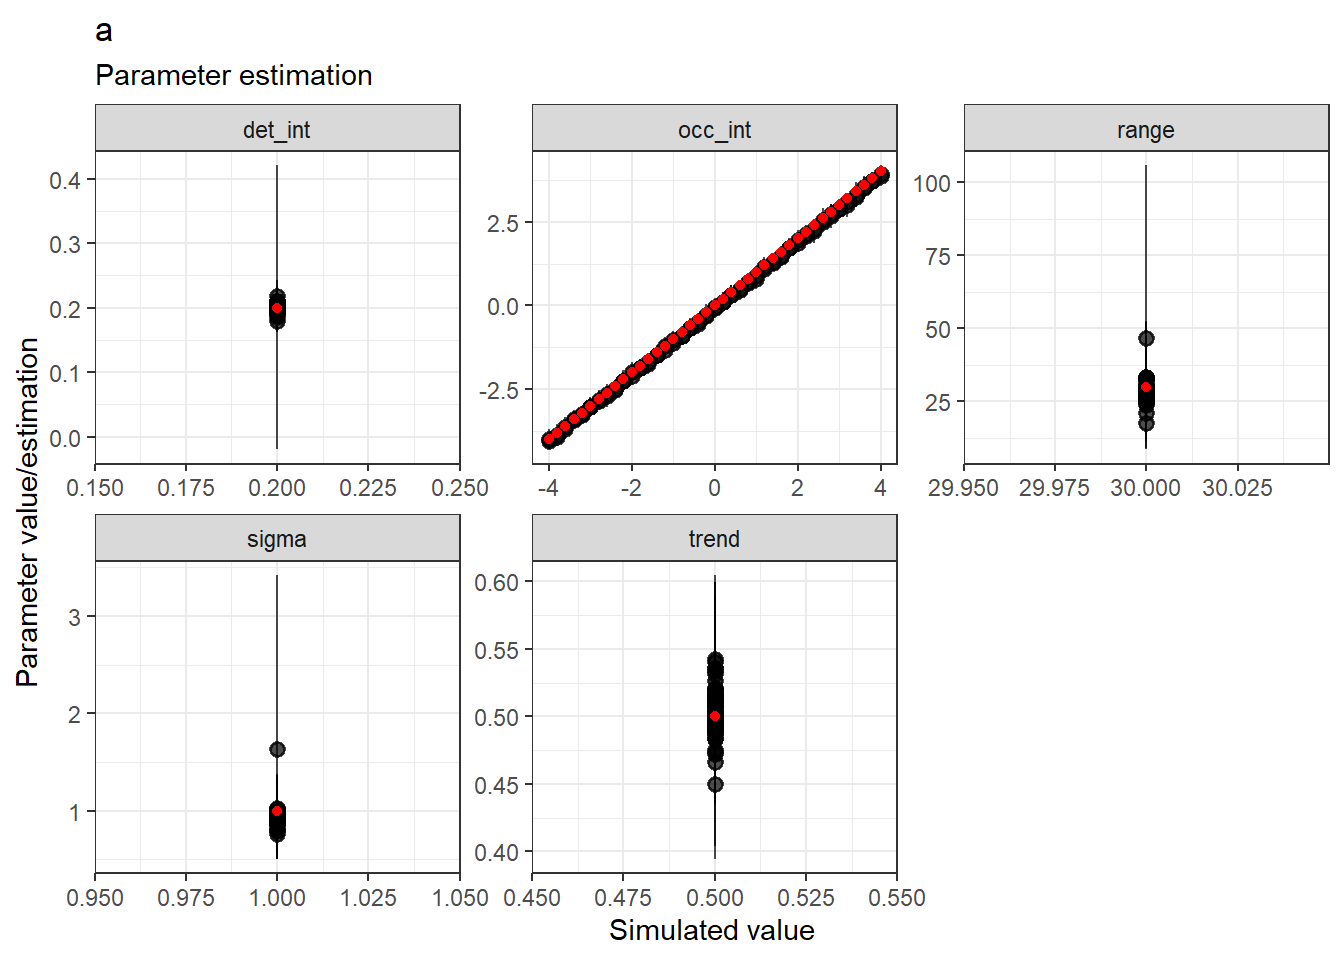 a
Parameter estimation
det_int occ_int range
0.4
0.3
0.2
0.1
0.0
2.5
0.0
-2.5
100
75
50
25
0.150 0.175 0.200 0.225 0.250
-4 -2 0 2 4
29.950 29.975 30.000 30.025
Parameter value/estimation
sigma trend
3
2
1
0.60
0.55
0.50
0.45
0.40
0.950 0.975 1.000 1.025 1.050
0.450 0.475 0.500 0.525 0.550
Simulated value